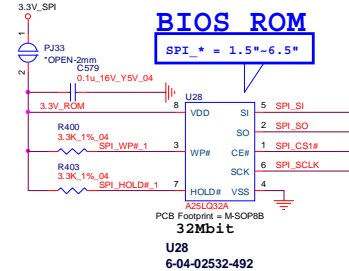 3.3V_SPI
BIOS ROM
SPI_* = 1.5"~6.5"
1
PJ33
*OPEN-2mm
2
C579
0.1u_16V_Y5V_04
U28
3.3V_ROM
8 VDD SI 5 SPI_SI
R400
3.3K_1%_04
SO 2 SPI_SO
SPI_WP#_1 3 WP# CE# 1 SPI_CS1#
R403
3.3K_1%_04
SCK 6 SPI_SCLK
SPI_HOLD#_1 7 HOLD# VSS 4
A25LQ32A
PCB Footprint = M-SOP8B
32Mbit
U28
6-04-02532-492